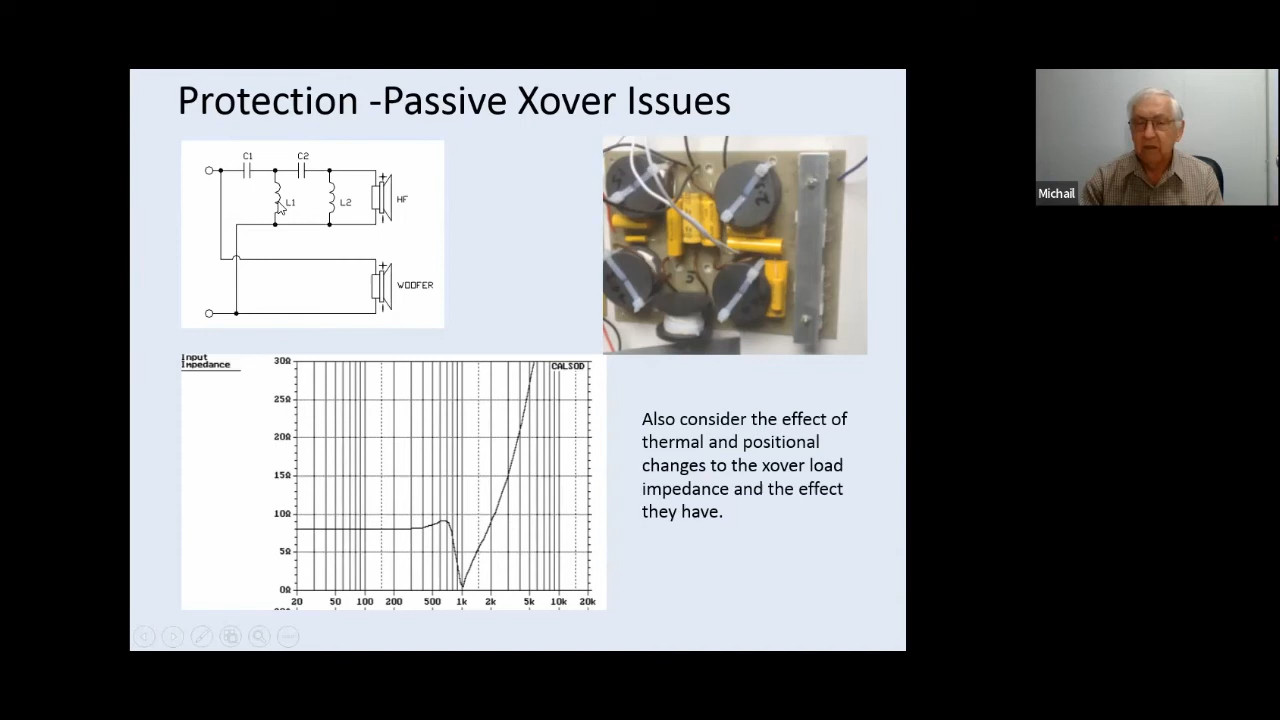 Protection -Passive Xover Issues
C1
C2
L1
L2
HF
WOOFER
Michail
Input
Impedance
CALSOD
30Ω
25Ω
20Ω
15Ω
10Ω
5Ω
0Ω
20 50 100 200 500 1k 2k 5k 10k 20k
Also consider the effect of
thermal and positional
changes to the xover load
impedance and the effect
they have.